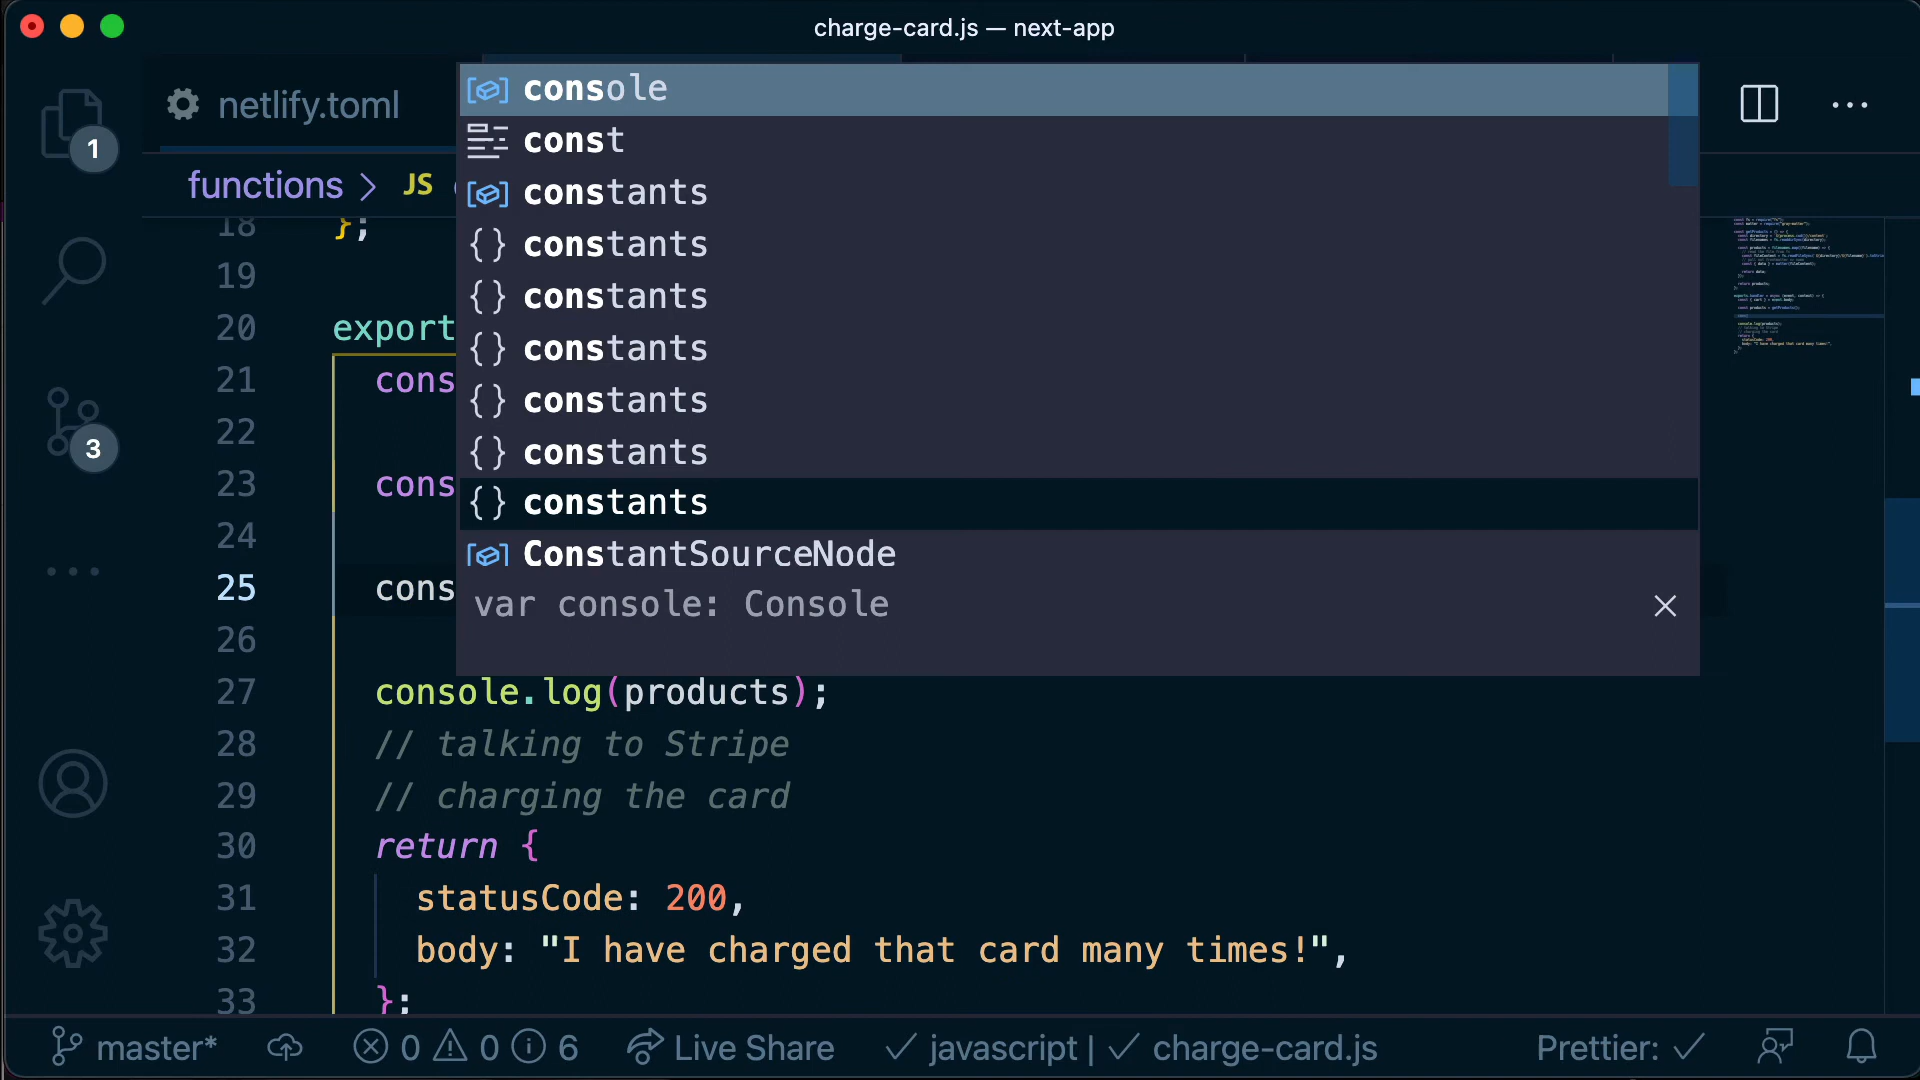 charge-card.js — next-app
netlify.toml
console
const
constants
constants
constants
constants
constants
constants
constants
ConstantSourceNode
var console: Console
1
3
functions > JS
18 };
19
20 export
21 cons
22
23 cons
24
25 cons
26
27 console.log(products);
28 // talking to Stripe
29 // charging the card
30 return {
31 statusCode: 200,
32 body: "I have charged that card many times!",
33 };
master* 0 0 6 Live Share javascript | charge-card.js Prettier: